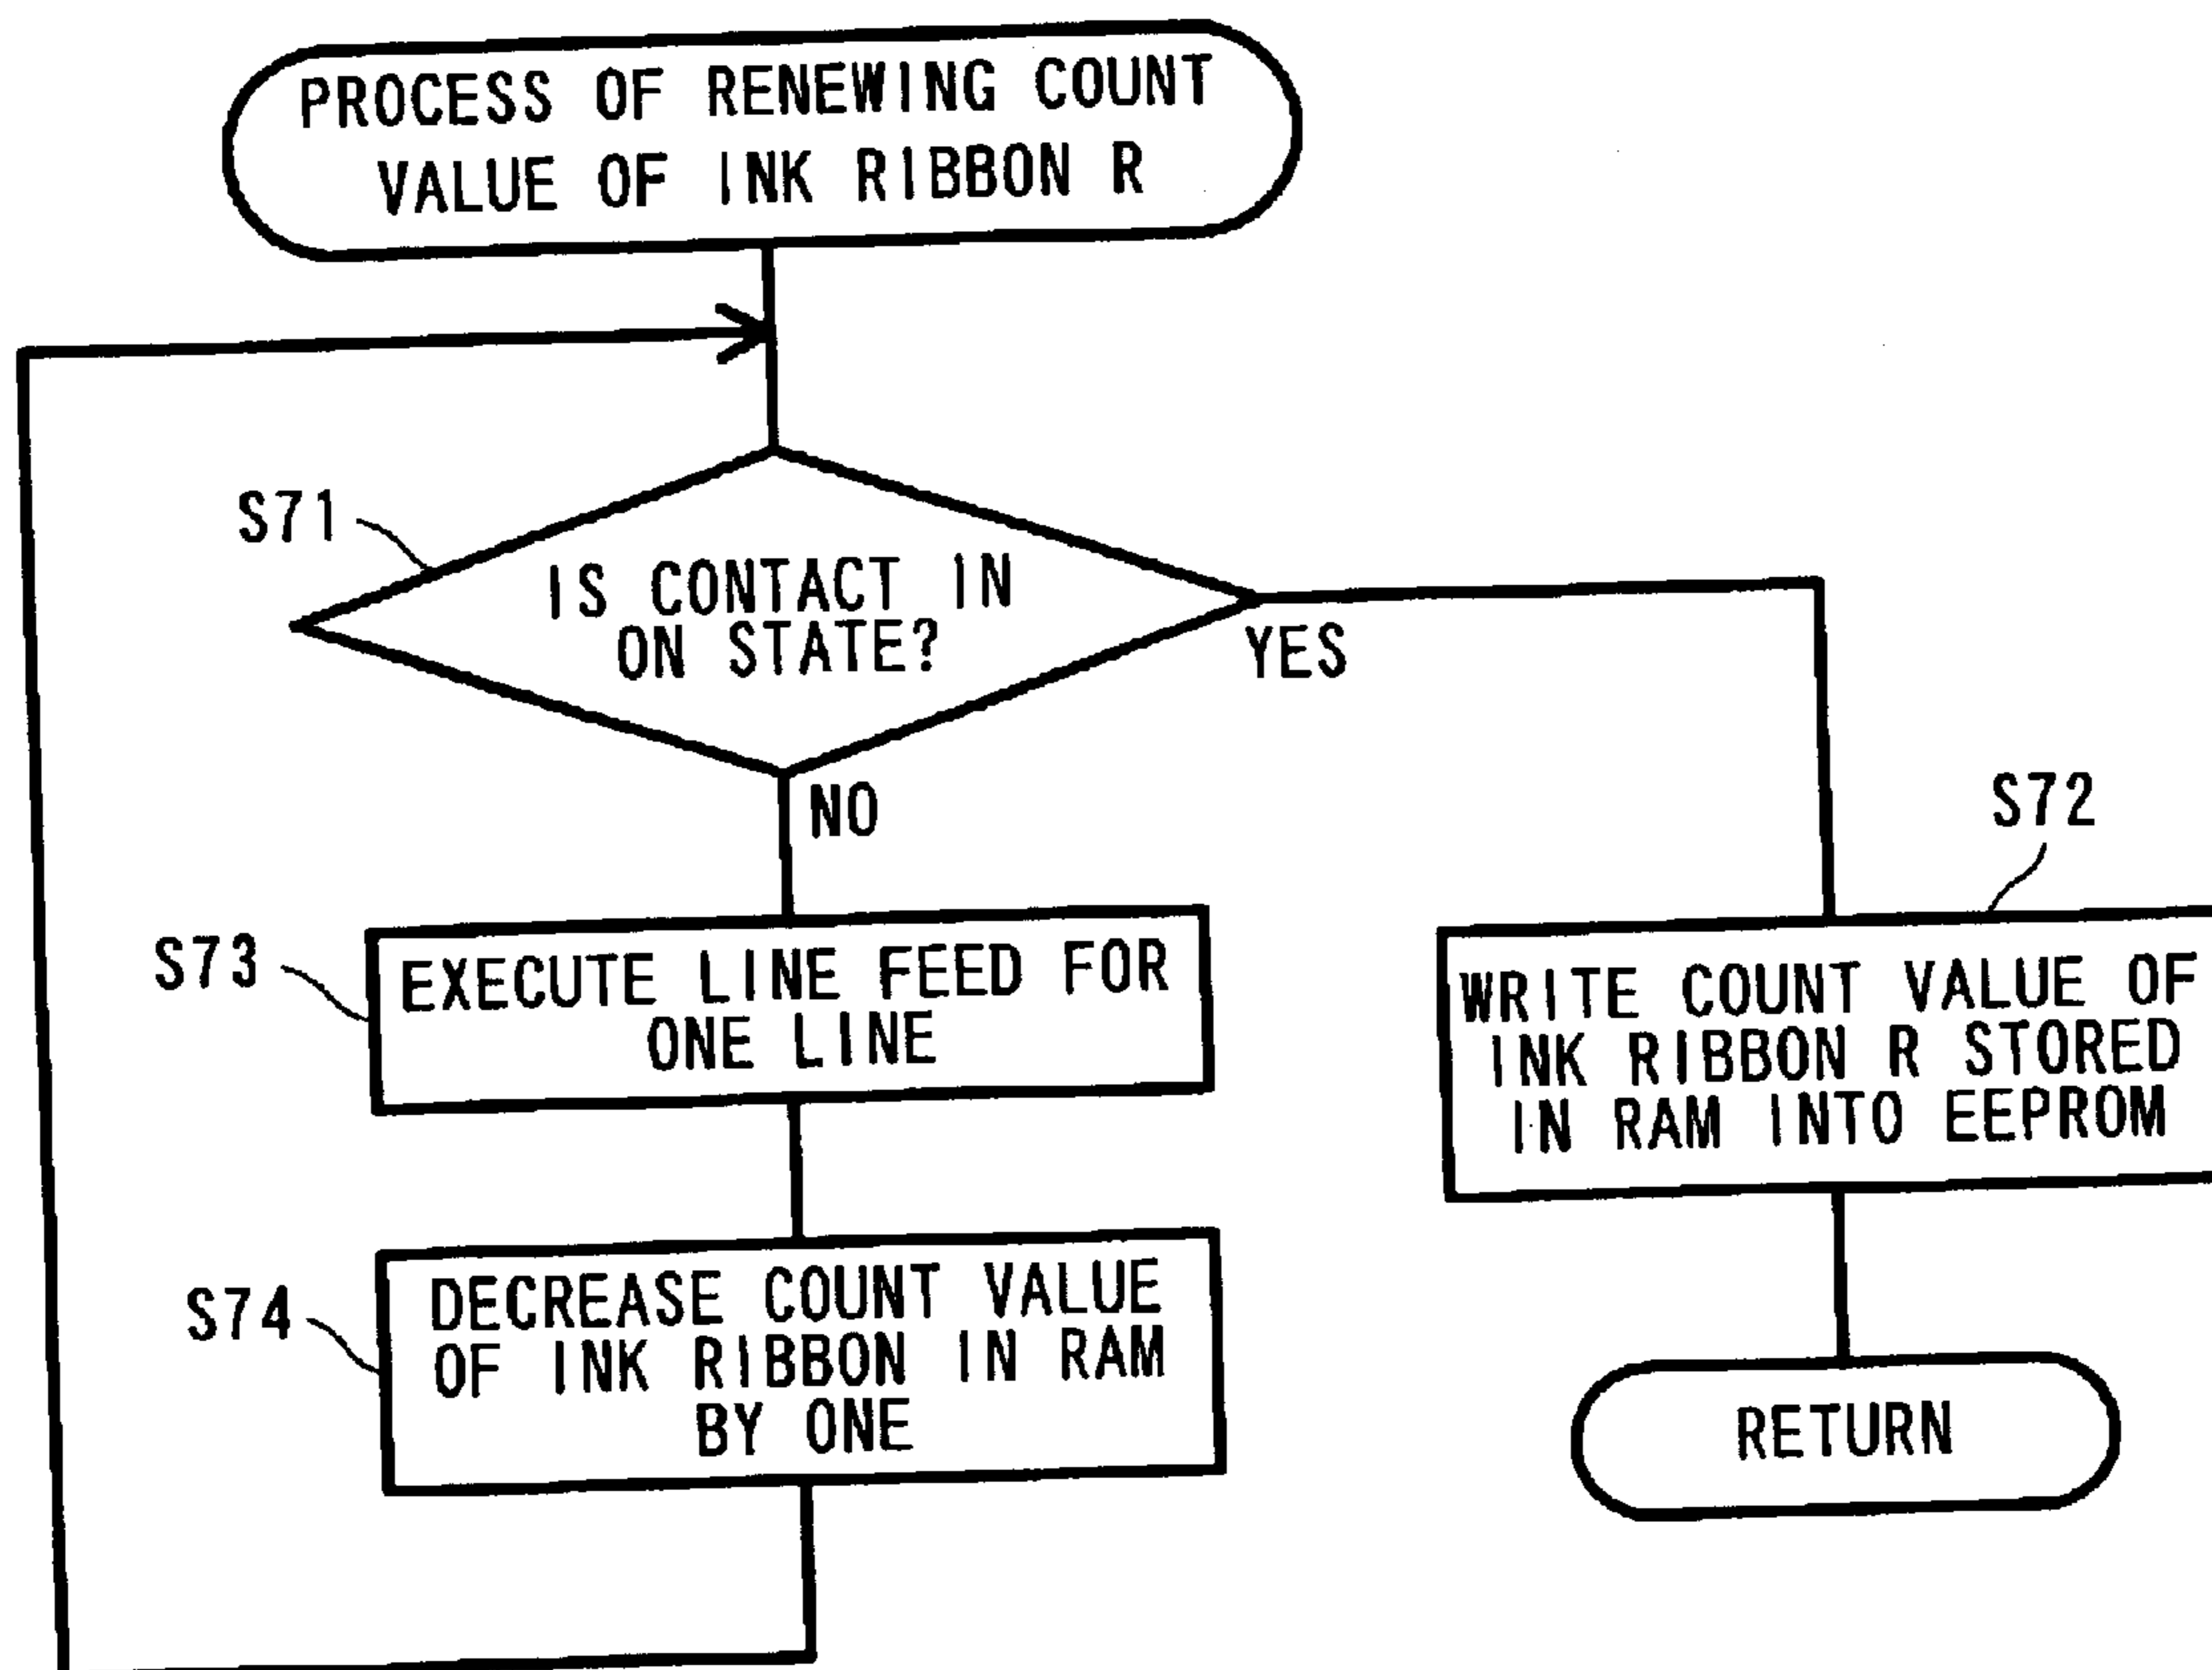 PROCESS OF RENEWING COUNT
VALUE OF INK RIBBON R
S71
IS CONTACT IN
ON STATE?
YES
NO
S72
S73
EXECUTE LINE FEED FOR
ONE LINE
WRITE COUNT VALUE OF
INK RIBBON R STORED
IN RAM INTO EEPROM
S74
DECREASE COUNT VALUE
OF INK RIBBON IN RAM
BY ONE
RETURN